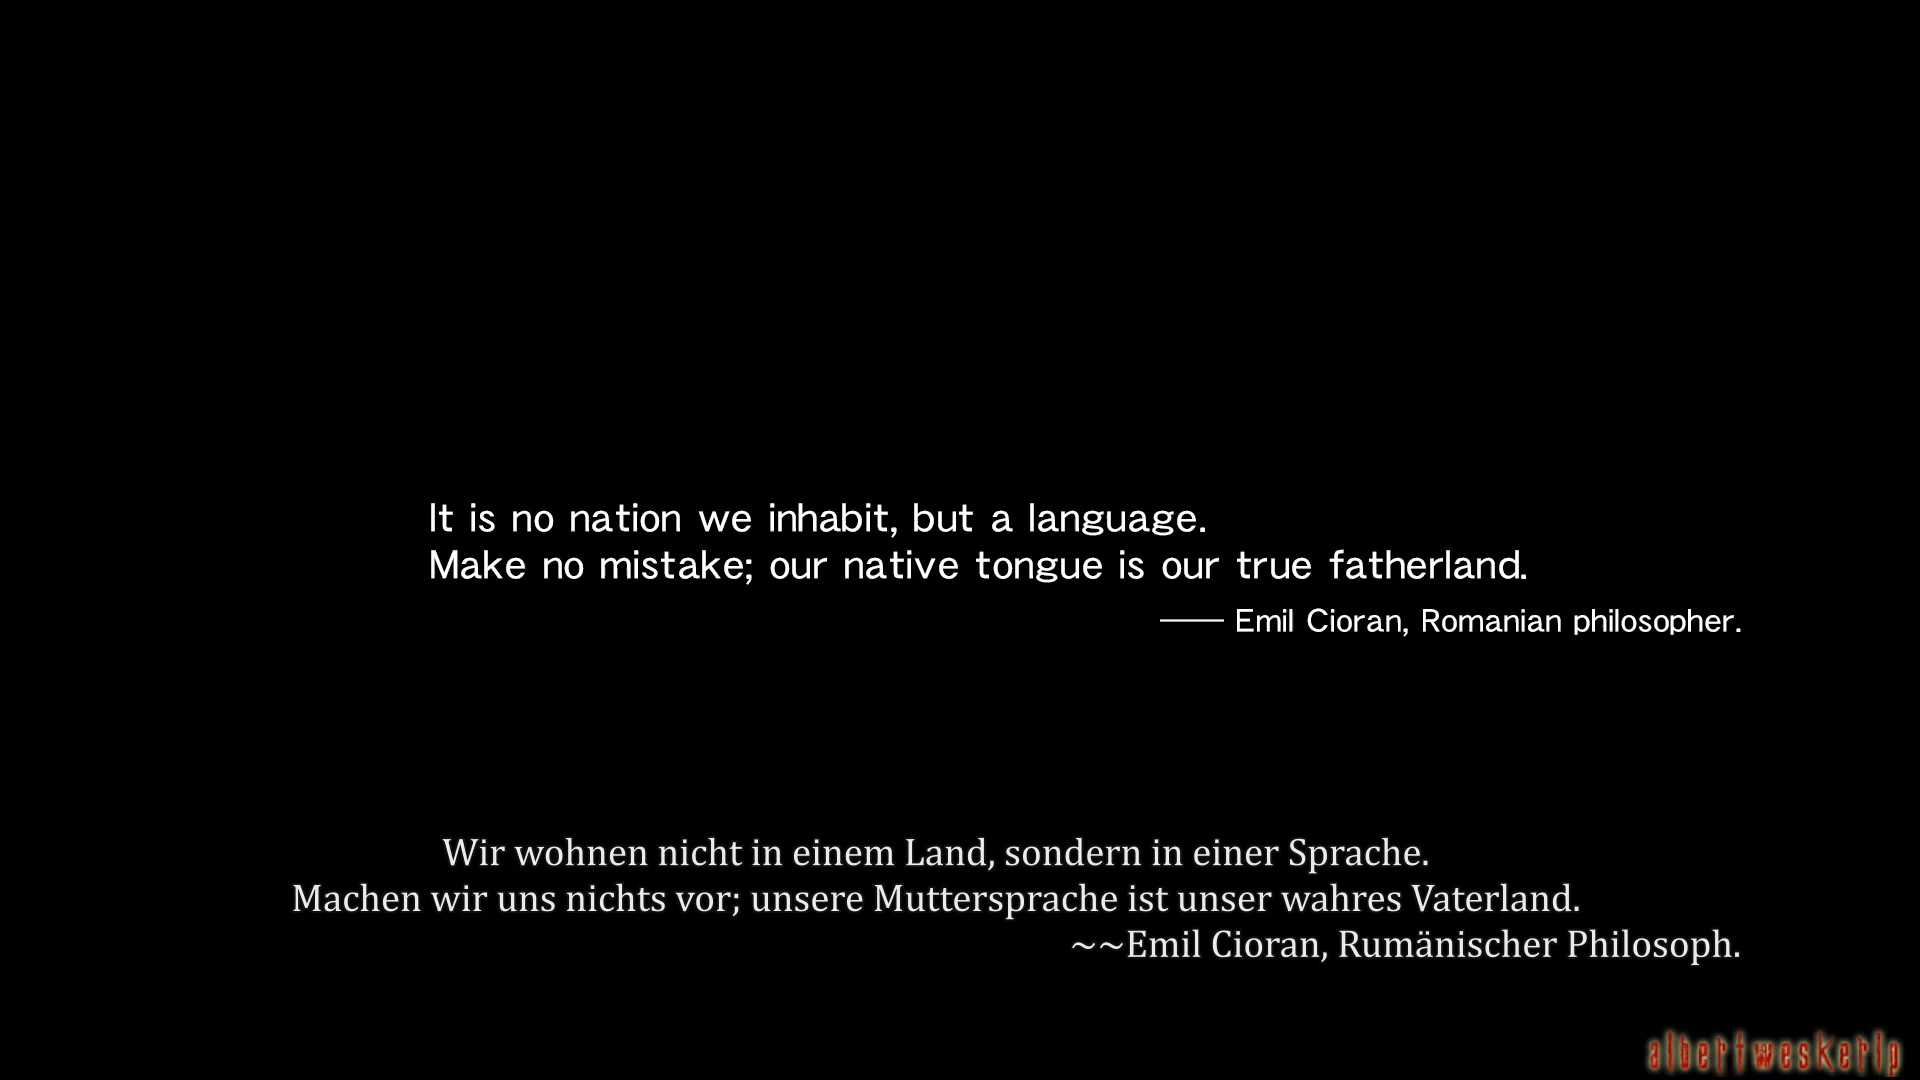 It is no nation we inhabit, but a language.
Make no mistake; our native tongue is our true fatherland.
—— Emil Cioran, Romanian philosopher.
Wir wohnen nicht in einem Land, sondern in einer Sprache.
Machen wir uns nichts vor; unsere Muttersprache ist unser wahres Vaterland.
~~Emil Cioran, Rumänischer Philosoph.
albertweskerlp